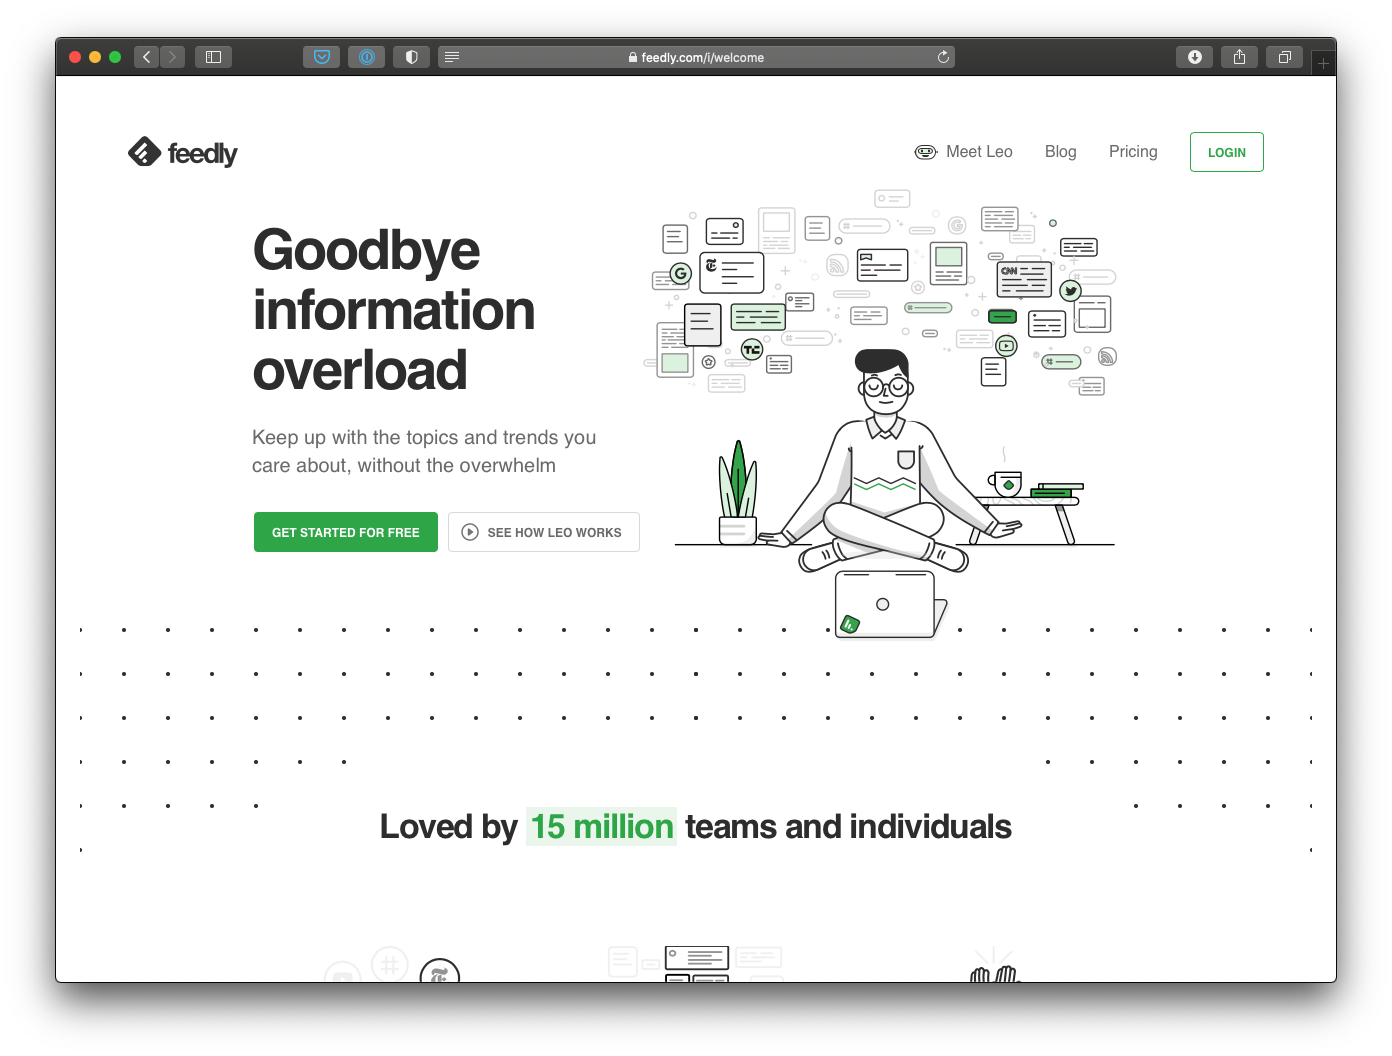 feedly.com/i/welcome
feedly
Meet Leo
Blog
Pricing
LOGIN
Goodbye
information
overload
Keep up with the topics and trends you
care about, without the overwhelm
GET STARTED FOR FREE
SEE HOW LEO WORKS
G
T
CNN
TC
#
#
#
#
G
Loved by 15 million teams and individuals
#
T